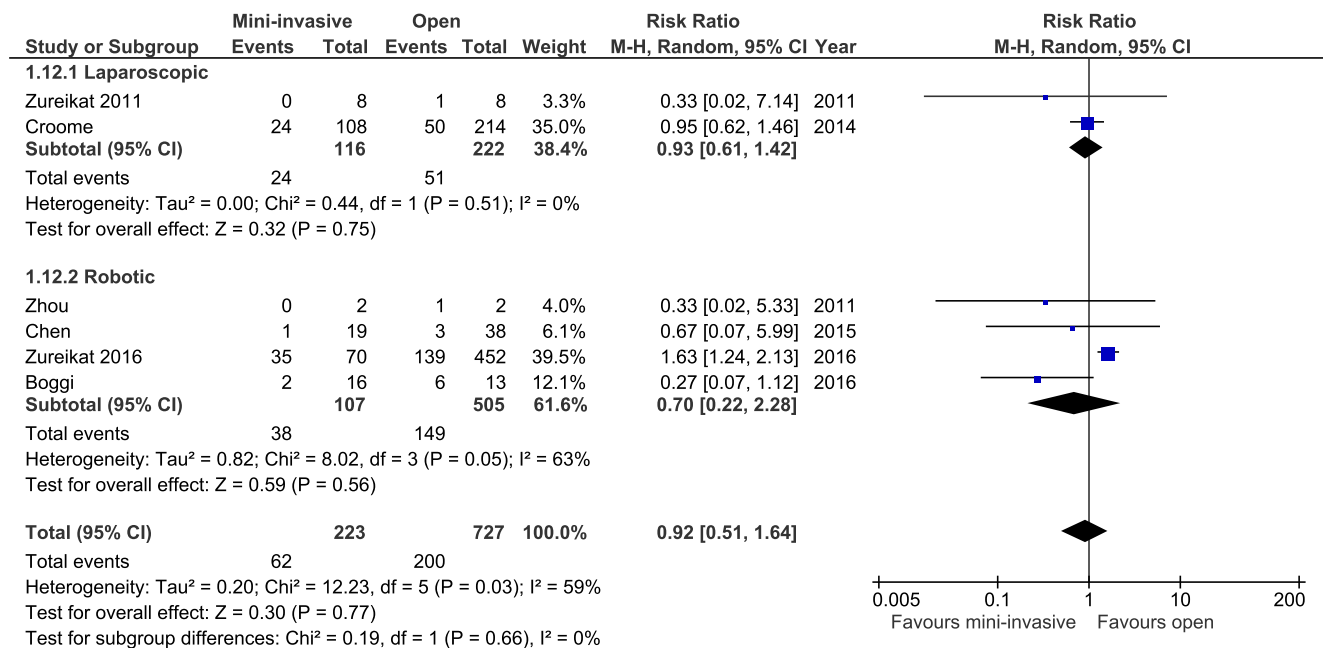 Mini-invasive Open Risk Ratio Risk Ratio
Study or Subgroup Events Total Events Total Weight M-H, Random, 95% CI Year M-H, Random, 95% CI
1.12.1 Laparoscopic
Zureikat 2011 0 8 1 8 3.3% 0.33 [0.02, 7.14] 2011
Croome 24 108 50 214 35.0% 0.95 [0.62, 1.46] 2014
Subtotal (95% CI) 116 222 38.4% 0.93 [0.61, 1.42]
Total events 24 51
Heterogeneity: Tau² = 0.00; Chi² = 0.44, df = 1 (P = 0.51); I² = 0%
Test for overall effect: Z = 0.32 (P = 0.75)
1.12.2 Robotic
Zhou 0 2 1 2 4.0% 0.33 [0.02, 5.33] 2011
Chen 1 19 3 38 6.1% 0.67 [0.07, 5.99] 2015
Zureikat 2016 35 70 139 452 39.5% 1.63 [1.24, 2.13] 2016
Boggi 2 16 6 13 12.1% 0.27 [0.07, 1.12] 2016
Subtotal (95% CI) 107 505 61.6% 0.70 [0.22, 2.28]
Total events 38 149
Heterogeneity: Tau² = 0.82; Chi² = 8.02, df = 3 (P = 0.05); I² = 63%
Test for overall effect: Z = 0.59 (P = 0.56)
Total (95% CI) 223 727 100.0% 0.92 [0.51, 1.64]
Total events 62 200
Heterogeneity: Tau² = 0.20; Chi² = 12.23, df = 5 (P = 0.03); I² = 59%
Test for overall effect: Z = 0.30 (P = 0.77)
Test for subgroup differences: Chi² = 0.19, df = 1 (P = 0.66), I² = 0%
0.005 0.1 1 10 200
Favours mini-invasive Favours open